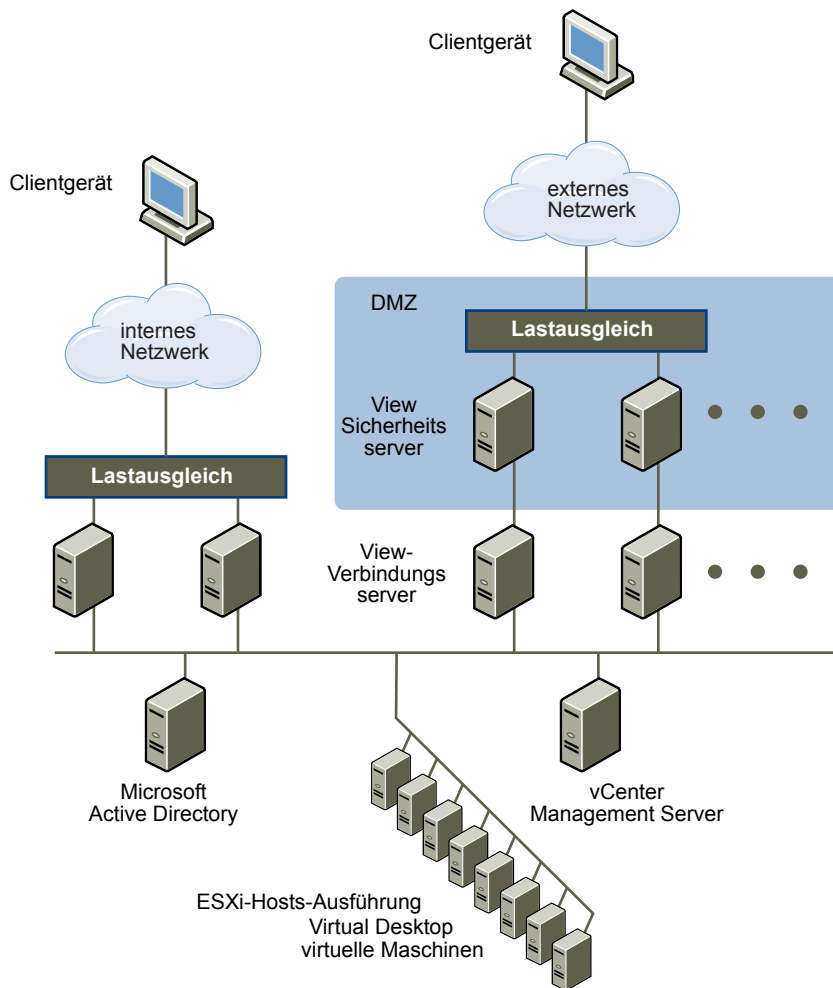 Clientgerät
Clientgerät
externes
Netzwerk
internes
Netzwerk
DMZ
Lastausgleich
View
Sicherheits
server
Lastausgleich
View-
Verbindungs
server
Microsoft
Active Directory
vCenter
Management Server
ESXi-Hosts-Ausführung
Virtual Desktop
virtuelle Maschinen